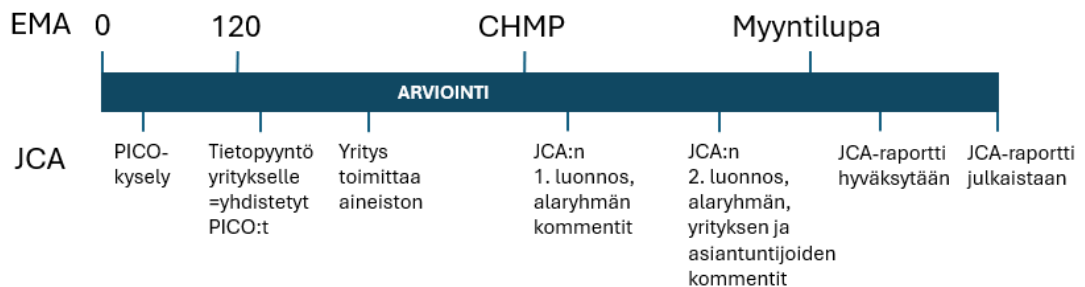 EMA 0 120 CHMP Myyntilupa
ARVIOINTI
JCA
PICO-
kysely
Tietopyyntö
yritykselle
=yhdistetyt
PICO:t
Yritys
toimittaa
aineiston
JCA:n
1. luonnos,
alaryhmän
kommentit
JCA:n
2. luonnos,
alaryhmän,
yrityksen ja
asiantuntijoiden
kommentit
JCA-raportti
hyväksytään
JCA-raportti
julkaistaan